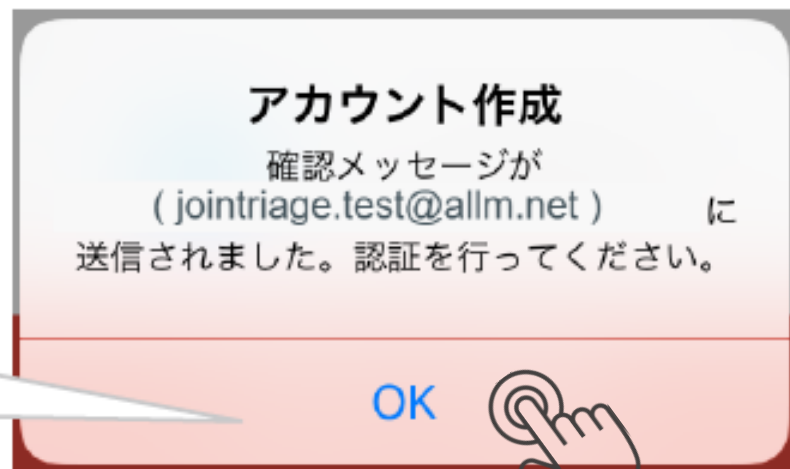 アカウント作成
確認メッセージが
( jointriage.test@allm.net ) に
送信されました。認証を行ってください。
OK